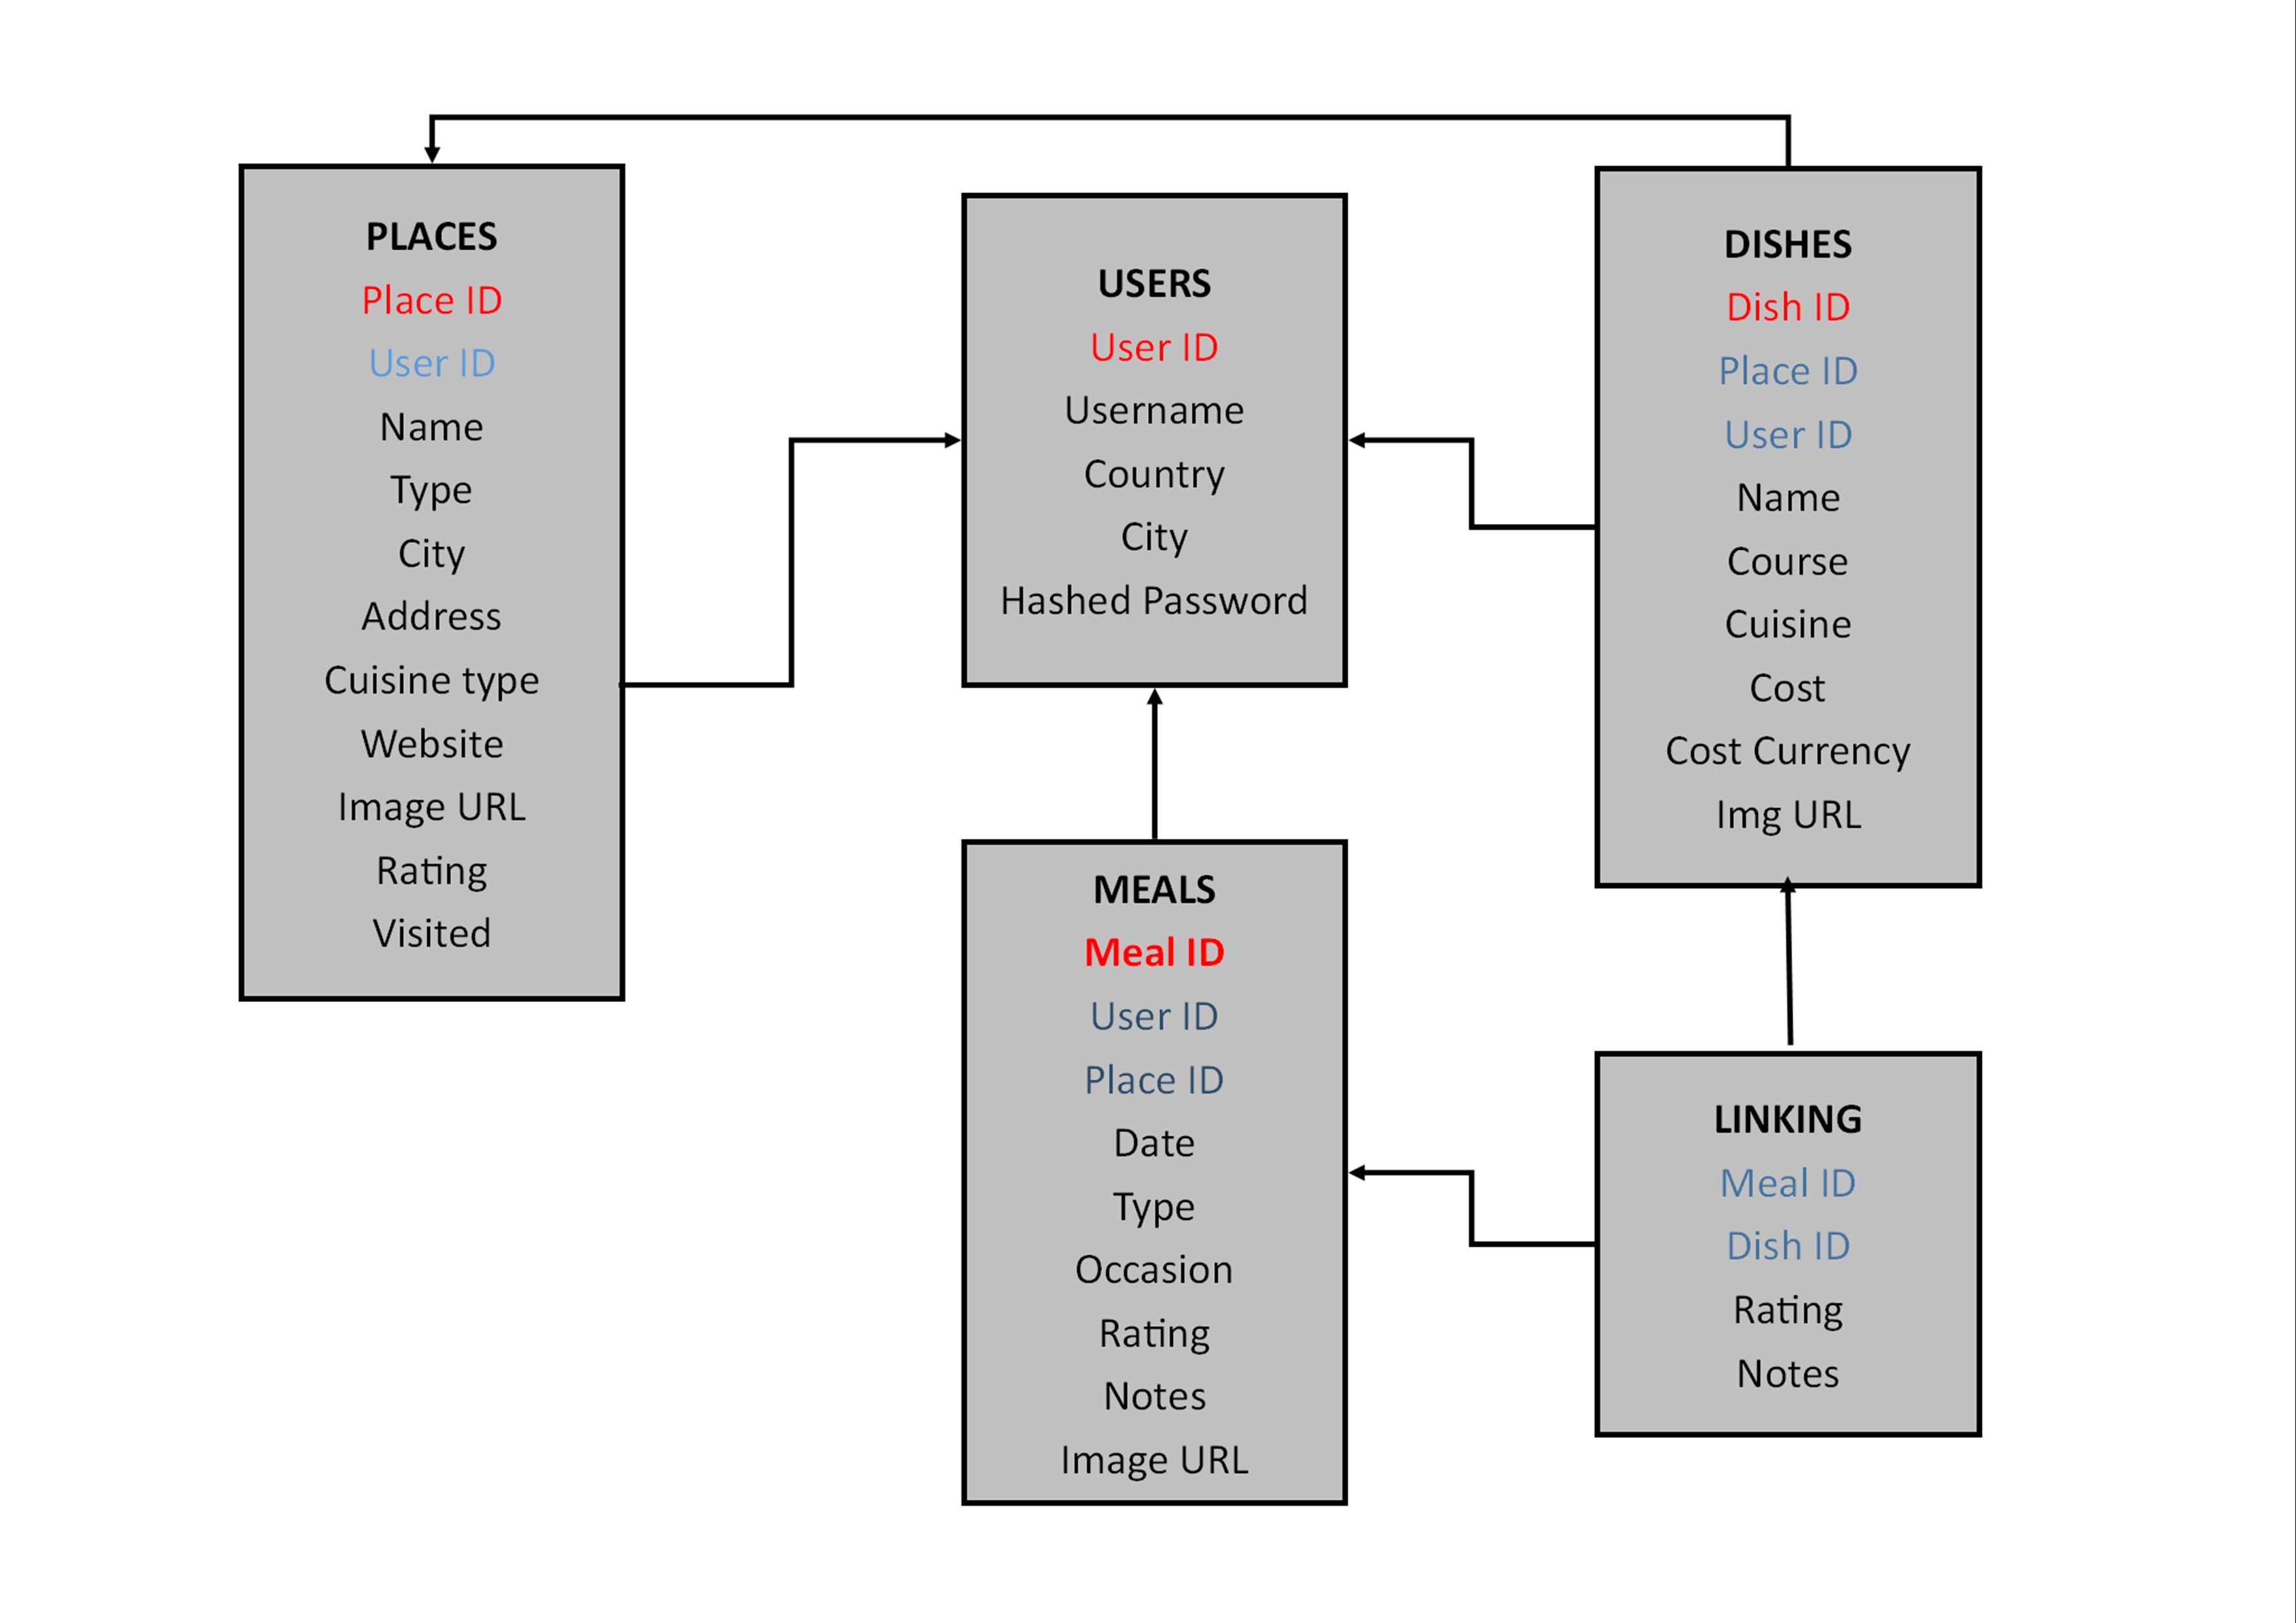 PLACES
Place ID
User ID
Name
Type
City
Address
Cuisine type
Website
Image URL
Rating
Visited
USERS
User ID
Username
Country
City
Hashed Password
DISHES
Dish ID
Place ID
User ID
Name
Course
Cuisine
Cost
Cost Currency
Img URL
MEALS
Meal ID
User ID
Place ID
Date
Type
Occasion
Rating
Notes
Image URL
LINKING
Meal ID
Dish ID
Rating
Notes